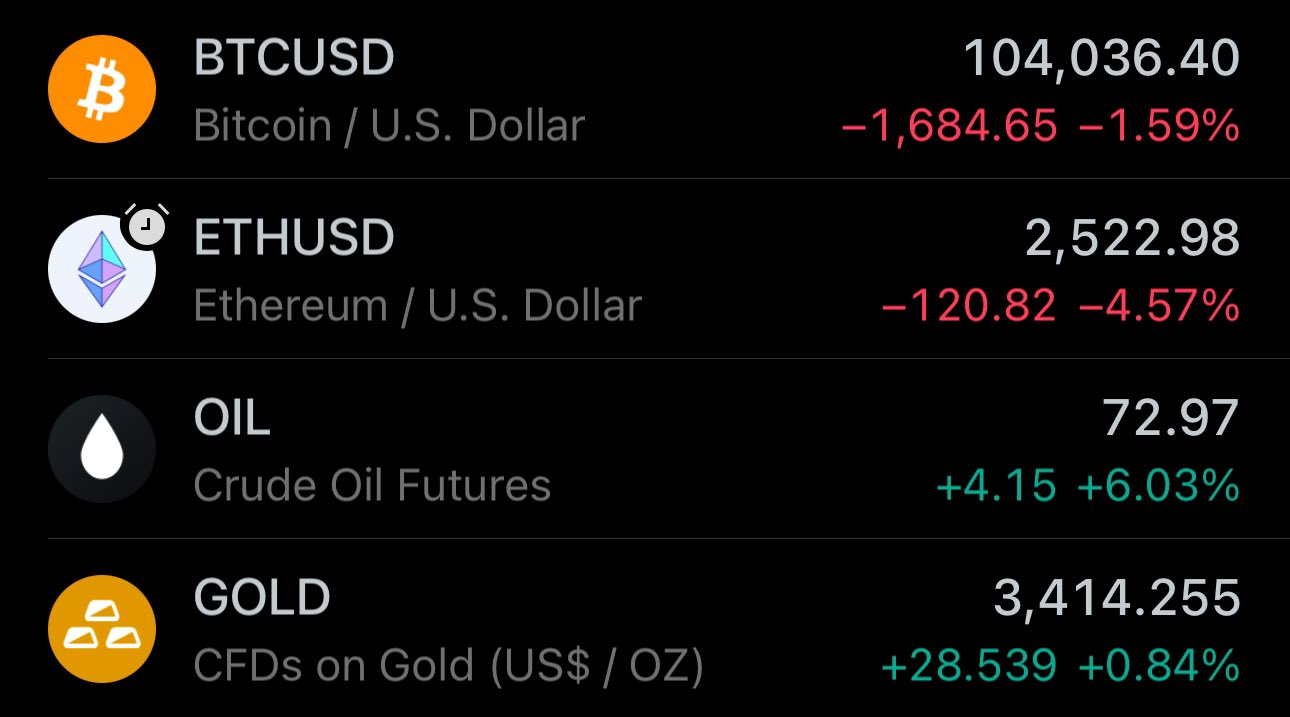 BTCUSD 104,036.40
Bitcoin / U.S. Dollar −1,684.65 −1.59%
ETHUSD 2,522.98
Ethereum / U.S. Dollar −120.82 −4.57%
OIL 72.97
Crude Oil Futures +4.15 +6.03%
GOLD 3,414.255
CFDs on Gold (US$ / OZ) +28.539 +0.84%